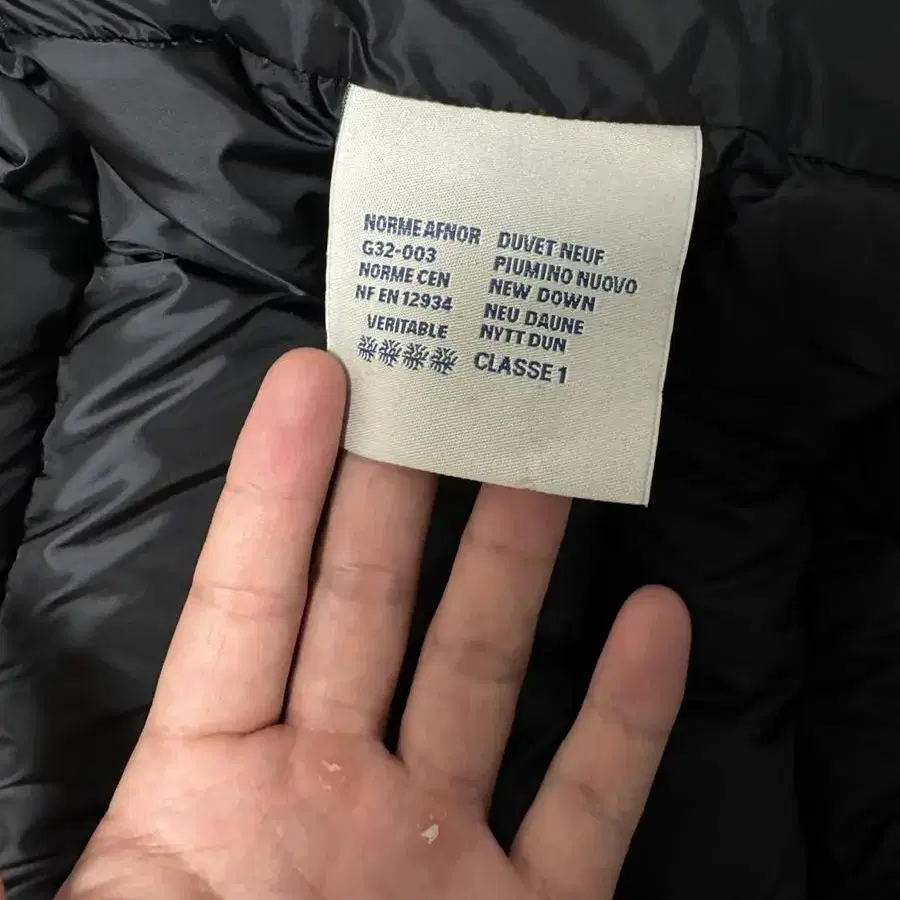 NORME AFNOR
G32-003
NORME CEN
NF EN 12934
VERITABLE
DUVET NEUF
PIUMINO NUOVO
NEW DOWN
NEU DAUNE
NYTT DUN
CLASSE 1